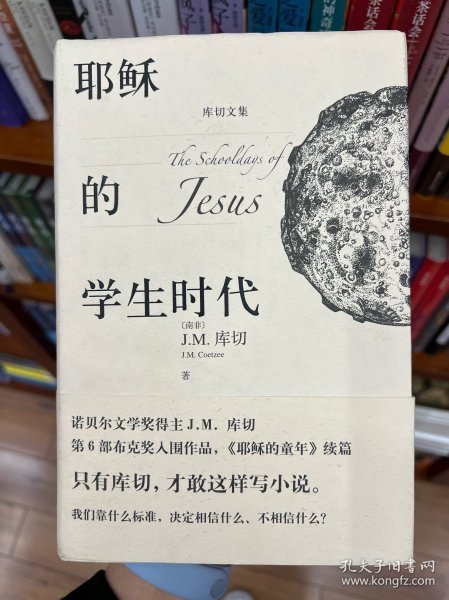 耶稣
库切文集
The Schooldays of
的
Jesus
学生时代
〔南非〕
J.M. 库切
J.M. Coetzee
著
诺贝尔文学奖得主 J.M. 库切
第6部布克奖入围作品，《耶稣的童年》续篇
只有库切，才敢这样写小说。
我们靠什么标准，决定相信什么、不相信什么？
孔夫子旧书网
www.kongfz.com